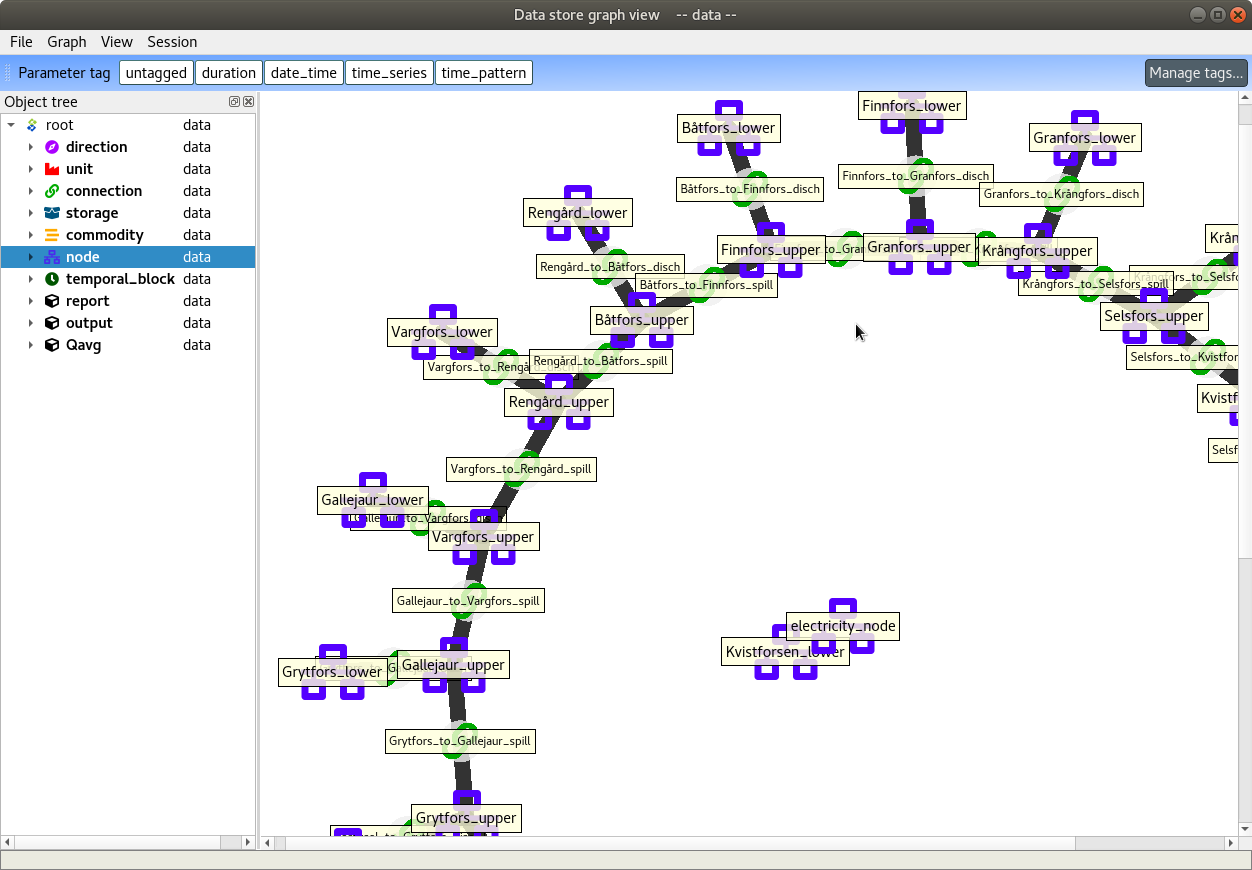 Data store graph view    -- data --
File Graph View Session
Parameter tag untagged duration date_time time_series time_pattern Manage tags...
Object tree
root data
direction data
unit data
connection data
storage data
commodity data
node data
temporal_block data
report data
output data
Qavg data
Finnfors_lower
Båtfors_lower
Granfors_lower
Finnfors_to_Granfors_disch
Båtfors_to_Finnfors_disch
Granfors_to_Krångfors_disch
Rengård_lower
Krån
Finnfors_upper
to_Gran
Granfors_upper
Krångfors_upper
Rengård_to_Båtfors_disch
Krångfors_to_Selsfo
Båtfors_to_Finnfors_spill
Krångfors_to_Selsfors_spill
Båtfors_upper
Selsfors_upper
Vargfors_lower
Selsfors_to_Kvistfor
Rengård_to_Båtfors_spill
Vargfors_to_Rengå
Rengård_upper
Kvistf
Selsf
Vargfors_to_Rengård_spill
Gallejaur_lower
Gallejaur_to_Vargfors
Vargfors_upper
Gallejaur_to_Vargfors_spill
electricity_node
Kvistforsen_lower
Grytfors_lower
Gallejaur_upper
Grytfors_to_Gallejaur_spill
Grytfors_upper